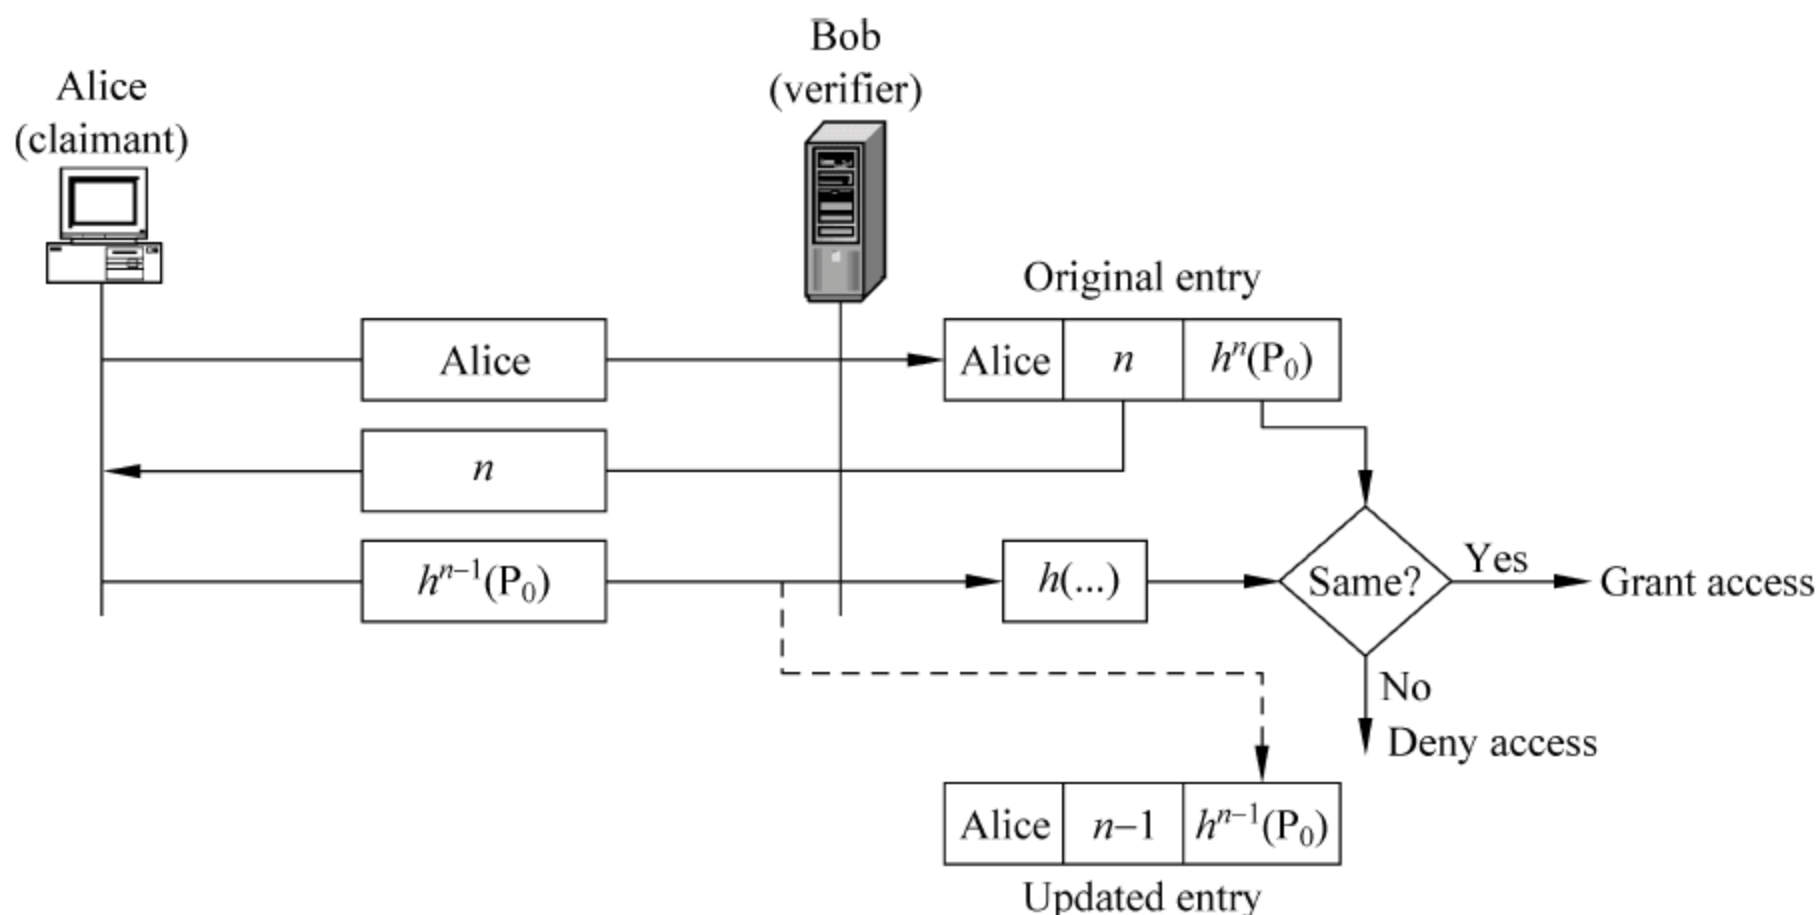 Bob
(verifier)
Alice
(claimant)
Original entry
Alice
Alice n hⁿ(P₀)
n
hⁿ⁻¹(P₀)
h(...)
Same?
Yes
Grant access
No
Deny access
Alice n–1 hⁿ⁻¹(P₀)
Updated entry